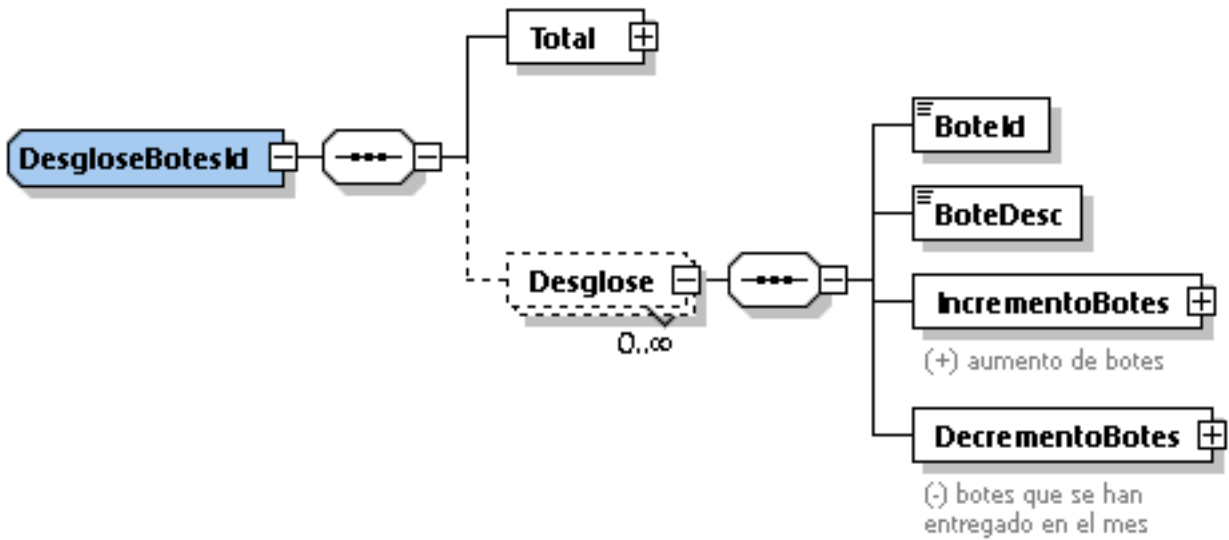 Total
DesgloseBotesId
BoteId
BoteDesc
Desglose
0..∞
IncrementoBotes
(+) aumento de botes
DecrementoBotes
(-) botes que se han
entregado en el mes